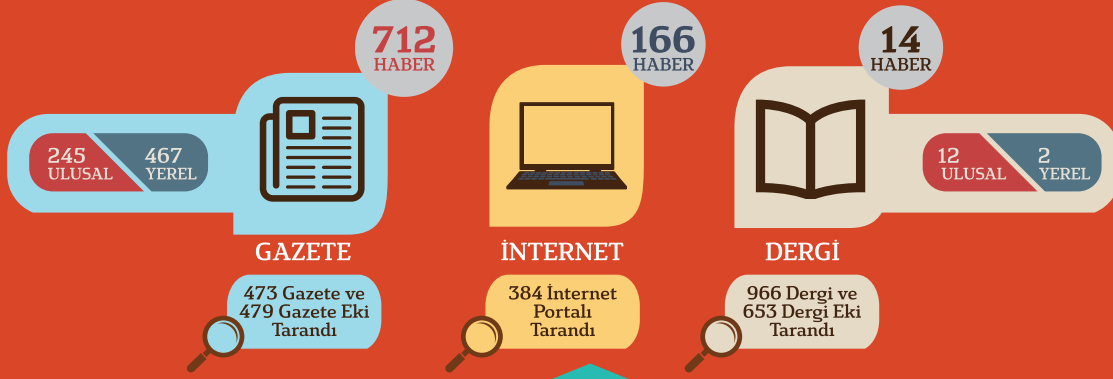 712
HABER
166
HABER
14
HABER
245
ULUSAL
467
YEREL
12
ULUSAL
2
YEREL
GAZETE
İNTERNET
DERGİ
473 Gazete ve
479 Gazete Eki
Tarandı
384 İnternet
Portalı
Tarandı
966 Dergi ve
653 Dergi Eki
Tarandı